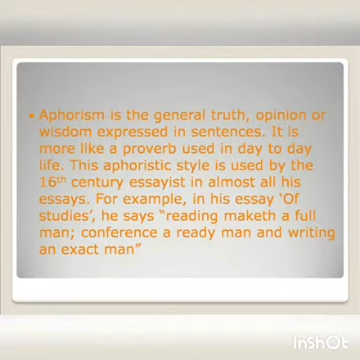 • Aphorism is the general truth, opinion or
wisdom expressed in sentences. It is
more like a proverb used in day to day
life. This aphoristic style is used by the
16th century essayist in almost all his
essays. For example, in his essay ‘Of
studies’, he says “reading maketh a full
man; conference a ready man and writing
an exact man”
InShOt